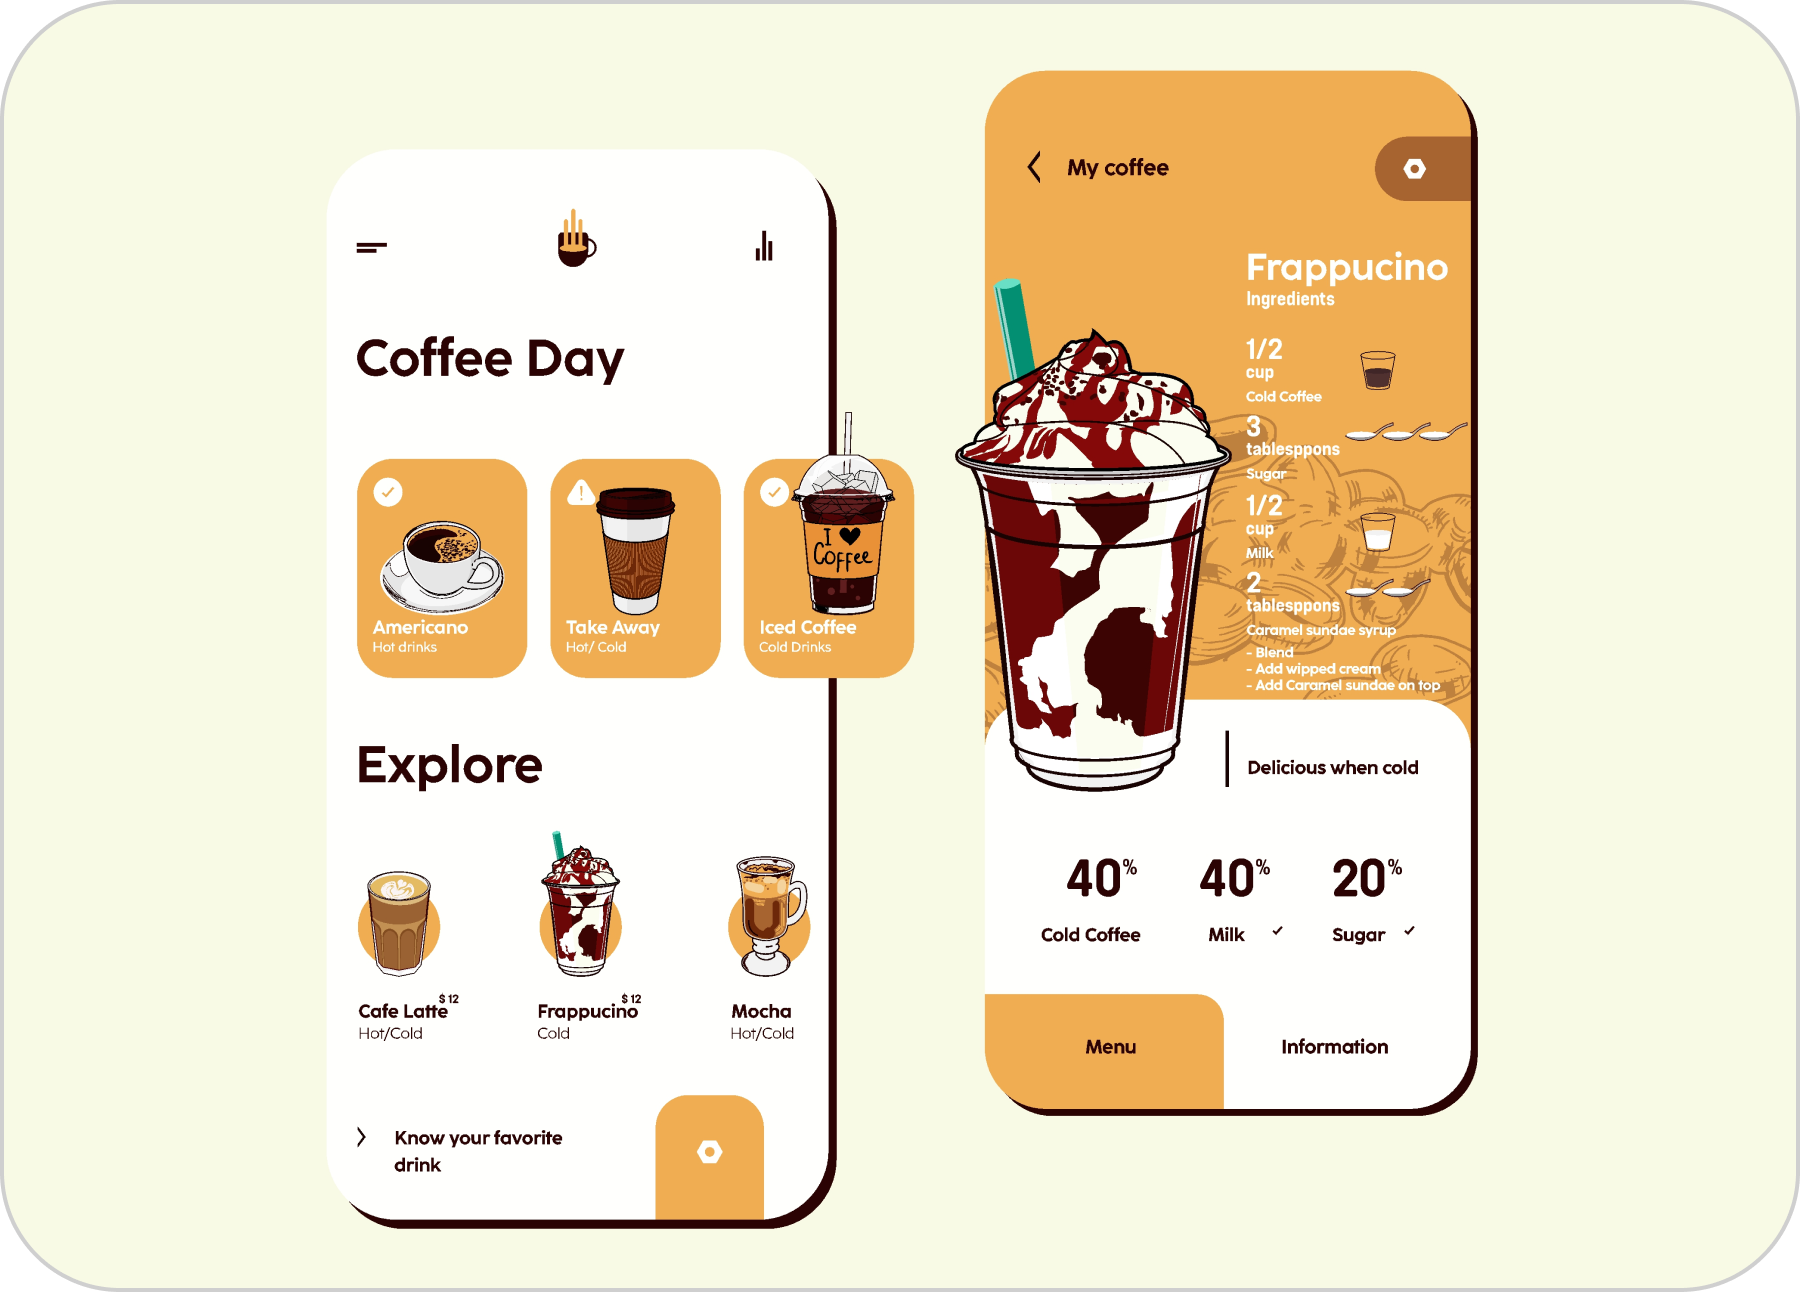 Coffee Day
I ♥
Coffee
Americano
Hot drinks
Take Away
Hot/ Cold
Iced Coffee
Cold Drinks
Explore
$ 12
Cafe Latte
Hot/Cold
$ 12
Frappucino
Cold
Mocha
Hot/Cold
Know your favorite
drink
My coffee
Frappucino
Ingredients
1/2
cup
Cold Coffee
3
tablesppons
Sugar
1/2
cup
Milk
2
tablesppons
Caramel sundae syrup
- Blend
- Add wipped cream
- Add Caramel sundae on top
Delicious when cold
40% 40% 20%
Cold Coffee Milk Sugar
Menu Information